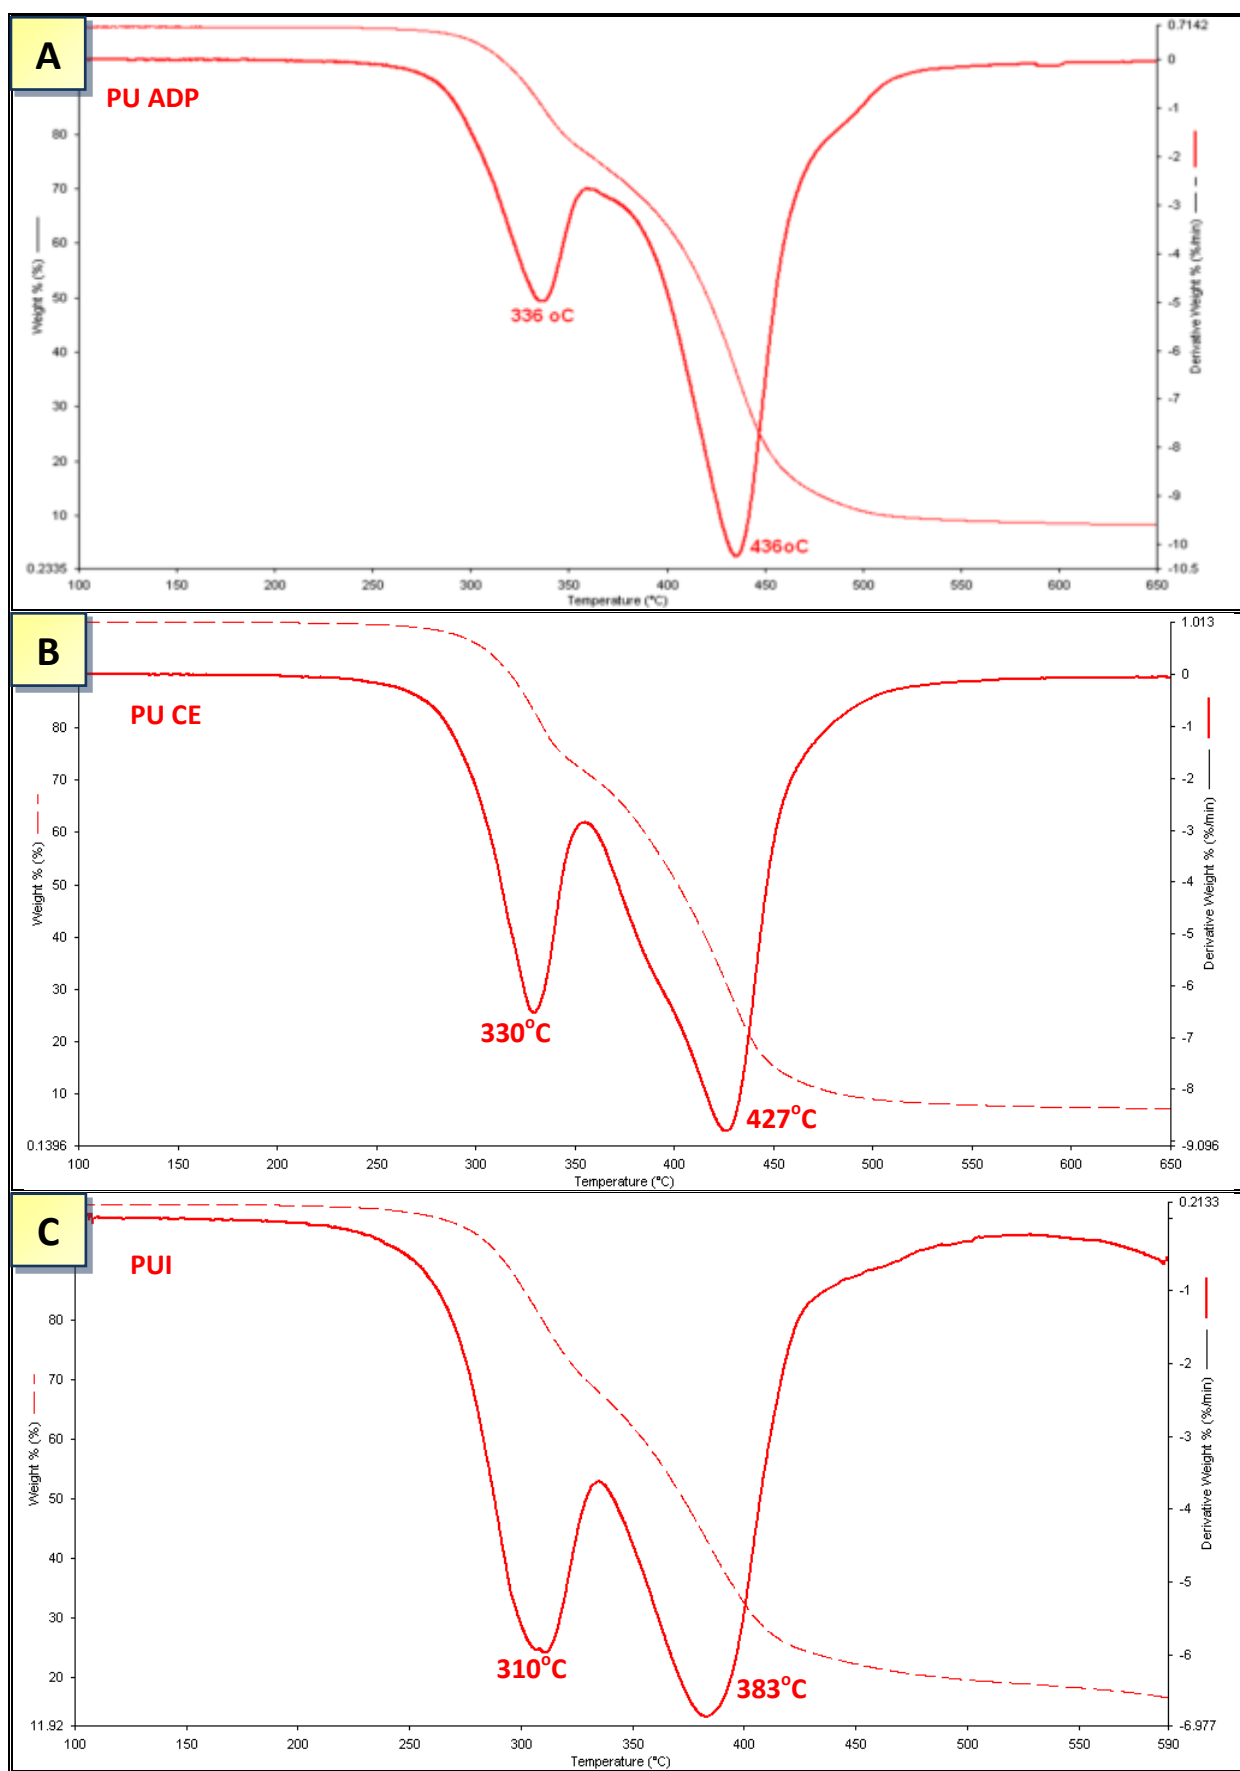 A
PU ADP
0.7142
0
-1
-2
-3
-4
-5
-6
-7
-8
-9
-10
-10.5
Derivative Weight % (%/min)
80
70
60
50
40
30
20
10
0.2335
Weight % (%)
336 oC
436oC
100 150 200 250 300 350 400 450 500 550 600 650
Temperature (°C)
B
PU CE
1.013
0
-1
-2
-3
-4
-5
-6
-7
-8
-9.096
Derivative Weight % (%/min)
80
70
60
50
40
30
20
10
0.1396
Weight % (%)
330°C
427°C
100 150 200 250 300 350 400 450 500 550 600 650
Temperature (°C)
C
PUI
0.2133
-1
-2
-3
-4
-5
-6
-6.977
Derivative Weight % (%/min)
80
70
60
50
40
30
20
11.92
Weight % (%)
310°C
383°C
100 150 200 250 300 350 400 450 500 550 590
Temperature (°C)